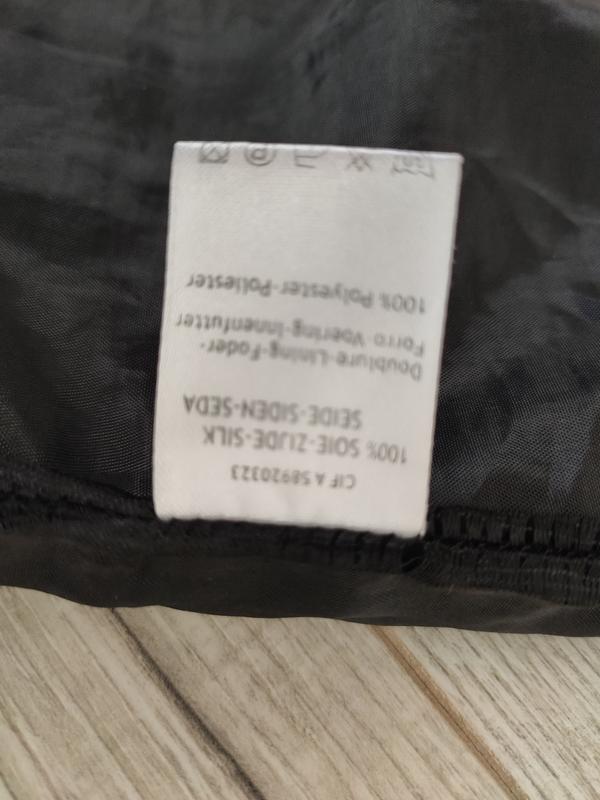 CIF A 58920323
100% SOIE-ZIJDE-SILK
SEIDE-SIDEN-SEDA
Doublure-Lining-Foder-
Forro Voering-Innenfutter
100% Polyester-Poliester